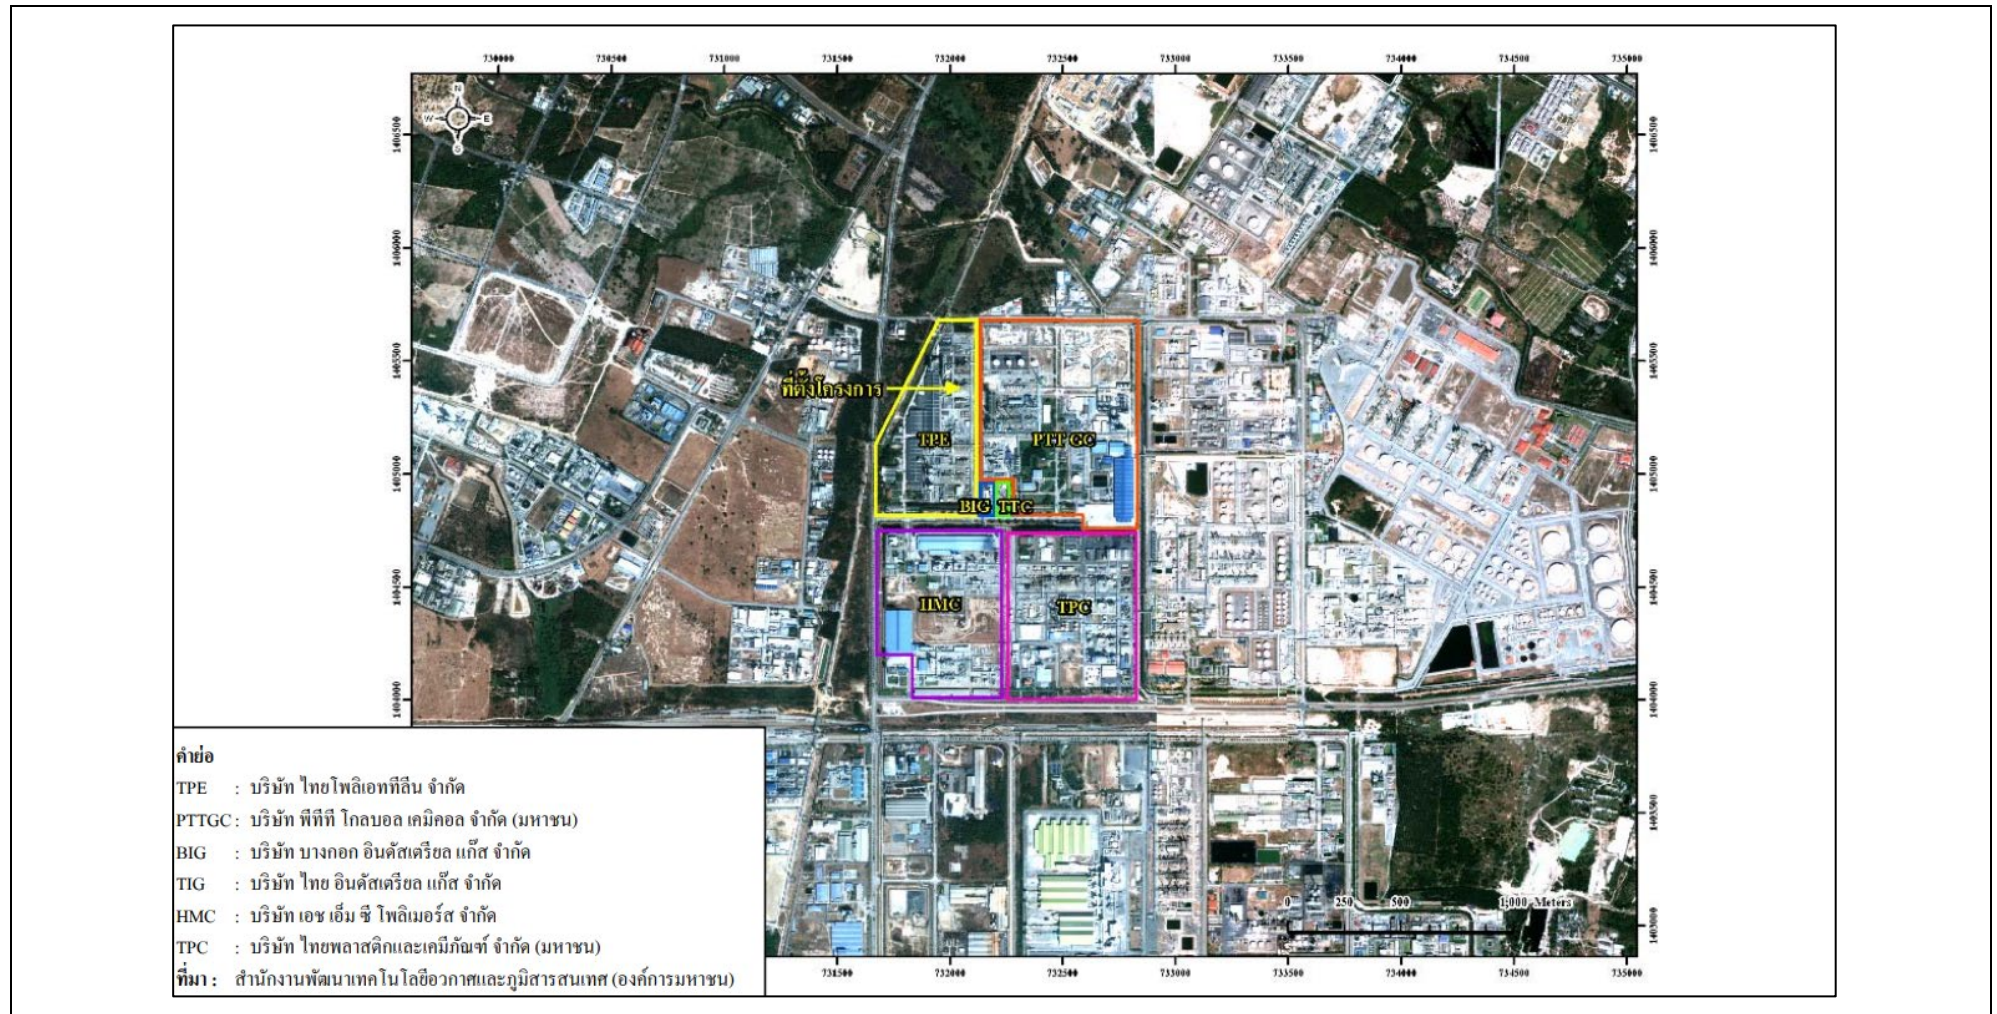 730000 730500 731000 731500 732000 732500 733000 733500 734000 734500 735000
N
W E
S
1406500 1406500
1406000 1406000
1405500 1405500
ที่ตั้งโครงการ
TPE PTT GC
1405000 1405000
BIG TTC
1404500 1404500
HMC TPC
1404000 1404000
1403500
0 250 500 1,000 Meters
1403000
731500 732000 732500 733000 733500 734000 734500 735000
คำย่อ
TPE : บริษัท ไทยโพลิเอททีลีน จำกัด
PTTGC : บริษัท พีทีที โกลบอล เคมิคอล จำกัด (มหาชน)
BIG : บริษัท บางกอก อินดัสเตรียล แก๊ส จำกัด
TIG : บริษัท ไทย อินดัสเตรียล แก๊ส จำกัด
HMC : บริษัท เอช เอ็ม ซี โพลิเมอร์ส จำกัด
TPC : บริษัท ไทยพลาสติกและเคมีภัณฑ์ จำกัด (มหาชน)
ที่มา : สำนักงานพัฒนาเทคโนโลยีอวกาศและภูมิสารสนเทศ (องค์การมหาชน)